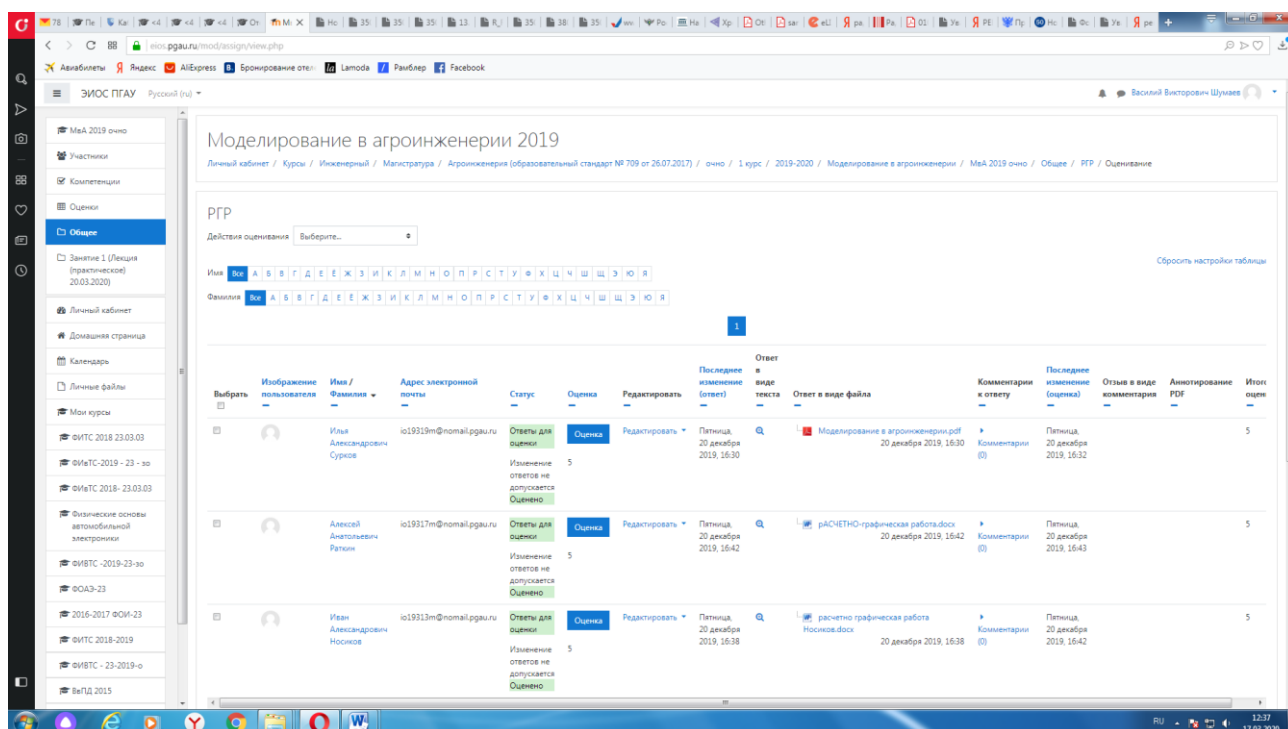 eios.pgau.ru/mod/assign/view.php
Авиабилеты Яндекс AliExpress Бронирование отел Lamoda Рамблер Facebook
ЭИОС ПГАУ Русский (ru)
Василий Викторович Шумаев
МвА 2019 очно
Участники
Компетенции
Оценки
Общее
Занятие 1 (Лекция
(практическое)
20.03.2020)
Личный кабинет
Домашняя страница
Календарь
Личные файлы
Мои курсы
ФИТС 2018 23.03.03
ФИвТС-2019 - 23 - зо
ФИвТС 2018- 23.03.03
Физические основы
автомобильной
электроники
ФИВТС -2019-23-зо
ФОАЭ-23
2016-2017 ФОИ-23
ФИТС 2018-2019
ФИВТС - 23-2019-о
ВвПД 2015
Моделирование в агроинженерии 2019
Личный кабинет / Курсы / Инженерный / Магистратура / Агроинженерия (образовательный стандарт № 709 от 26.07.2017) / очно / 1 курс / 2019-2020 / Моделирование в агроинженерии / МвА 2019 очно / Общее / РГР / Оценивание
РГР
Действия оценивания Выберите...
Сбросить настройки таблицы
Имя Все А Б В Г Д Е Ё Ж З И К Л М Н О П Р С Т У Ф Х Ц Ч Ш Щ Э Ю Я
Фамилия Все А Б В Г Д Е Ё Ж З И К Л М Н О П Р С Т У Ф Х Ц Ч Ш Щ Э Ю Я
1
Выбрать
Изображение
пользователя
Имя /
Фамилия
Адрес электронной
почты
Статус
Оценка
Редактировать
Последнее
изменение
(ответ)
Ответ
в
виде
текста
Ответ в виде файла
Комментарии
к ответу
Последнее
изменение
(оценка)
Отзыв в виде
комментария
Аннотирование
PDF
Итого
оцен
Илья
Александрович
Сурков
io19319m@nomail.pgau.ru
Ответы для
оценки
Изменение
ответов не
допускается
Оценено
Оценка
5
Редактировать
Пятница,
20 декабря
2019, 16:30
Моделирование в агроинженерии.pdf
20 декабря 2019, 16:30
Комментарии
(0)
Пятница,
20 декабря
2019, 16:32
5
Алексей
Анатольевич
Раткин
io19317m@nomail.pgau.ru
Ответы для
оценки
Изменение
ответов не
допускается
Оценено
Оценка
5
Редактировать
Пятница,
20 декабря
2019, 16:42
рАСЧЕТНО-графическая работа.docx
20 декабря 2019, 16:42
Комментарии
(0)
Пятница,
20 декабря
2019, 16:43
5
Иван
Александрович
Носиков
io19313m@nomail.pgau.ru
Ответы для
оценки
Изменение
ответов не
допускается
Оценено
Оценка
5
Редактировать
Пятница,
20 декабря
2019, 16:38
расчетно графическая работа
Носиков.docx
20 декабря 2019, 16:38
Комментарии
(0)
Пятница,
20 декабря
2019, 16:42
5
RU
12:37
17.03.2020